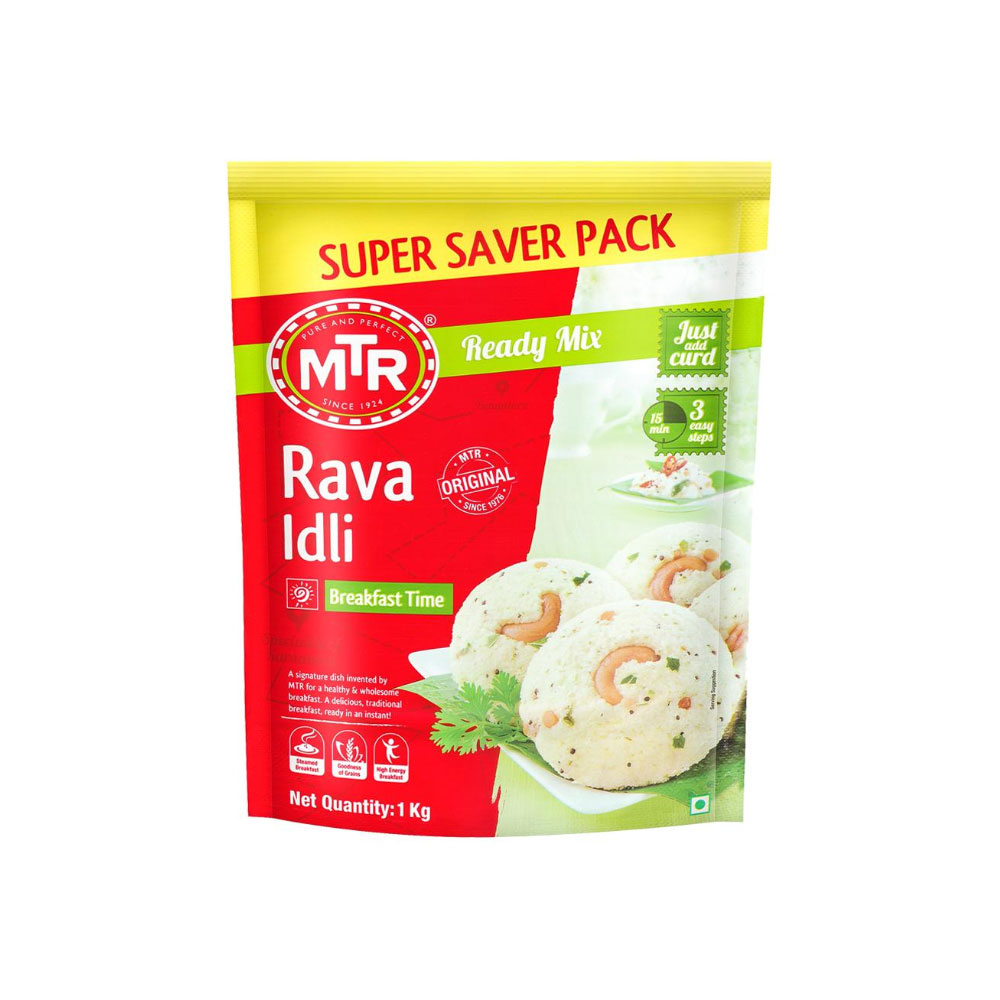 SUPER SAVER PACK
PURE AND PERFECT
MTR
®
SINCE 1924
Ready Mix
Just
add
curd
15
min
3
easy
steps
Rava
Idli
MTR
ORIGINAL
SINCE 1976
Breakfast Time
A signature dish invented by
MTR for a healthy & wholesome
breakfast. A delicious, traditional
breakfast, ready in an instant!
Steamed
Breakfast
Goodness
of Grains
High Energy
Breakfast
Net Quantity: 1 Kg
Serving Suggestion